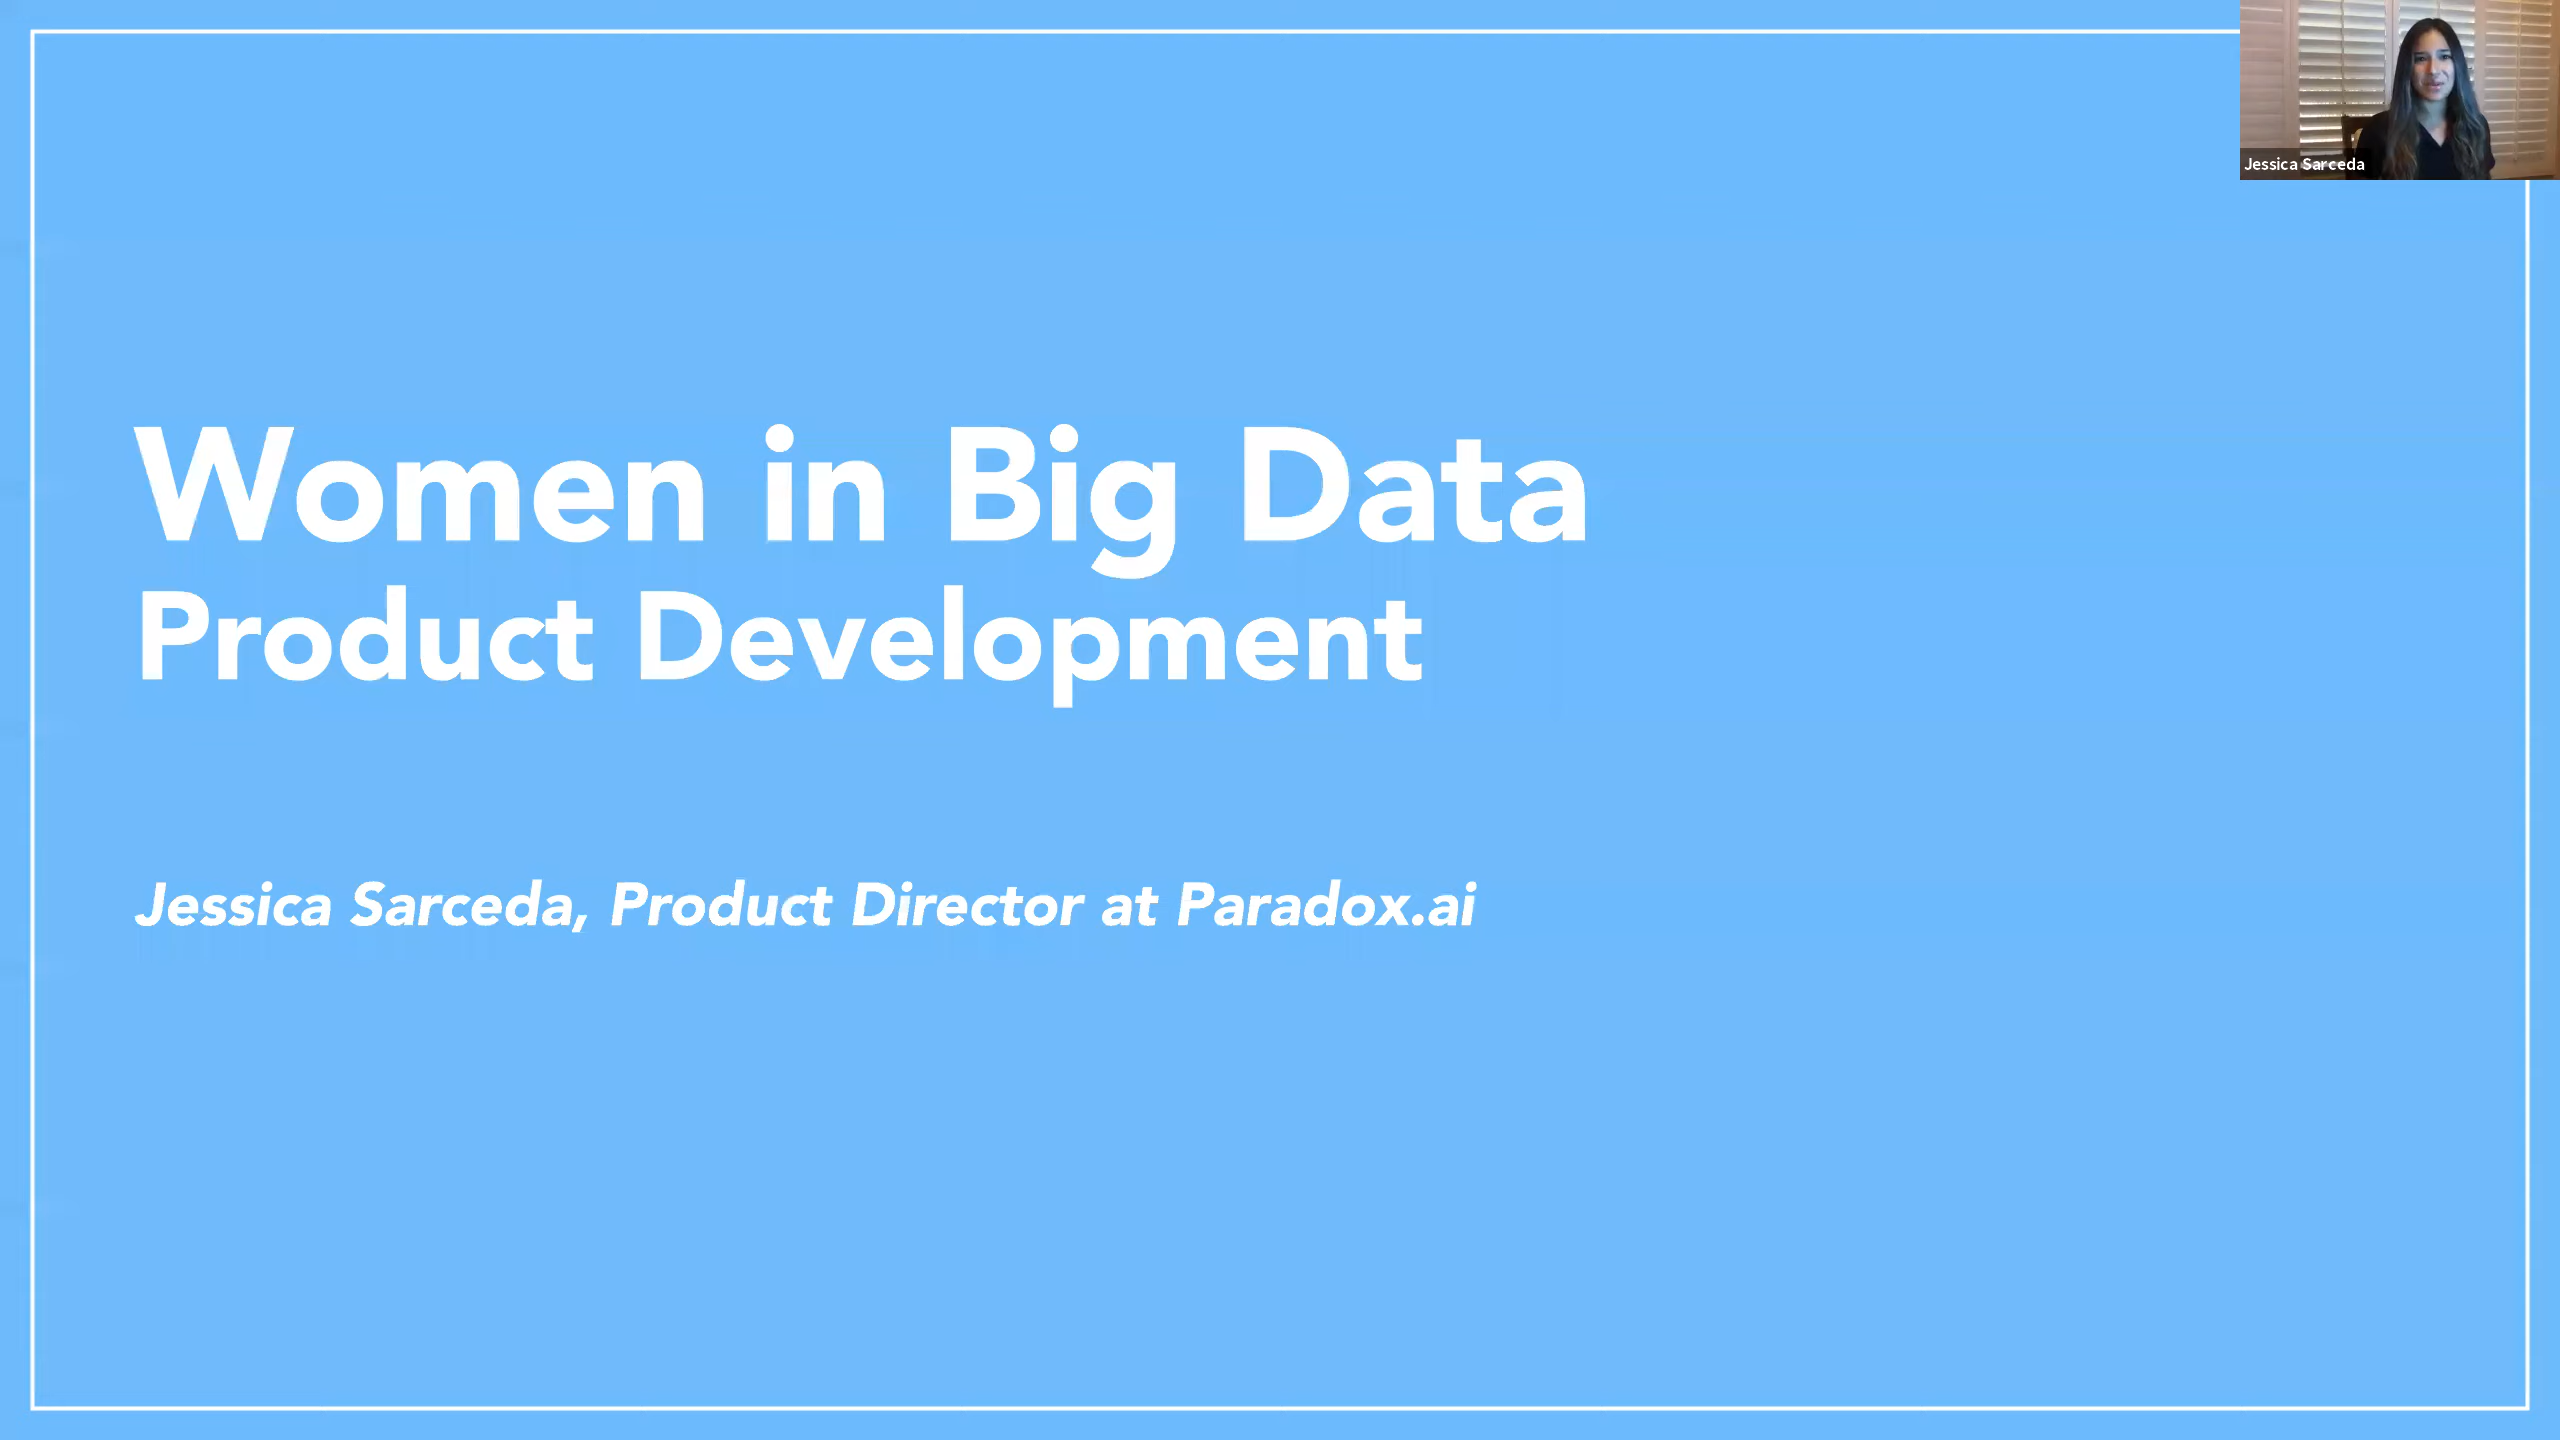 Jessica Sarceda
Women in Big Data
Product Development
Jessica Sarceda, Product Director at Paradox.ai